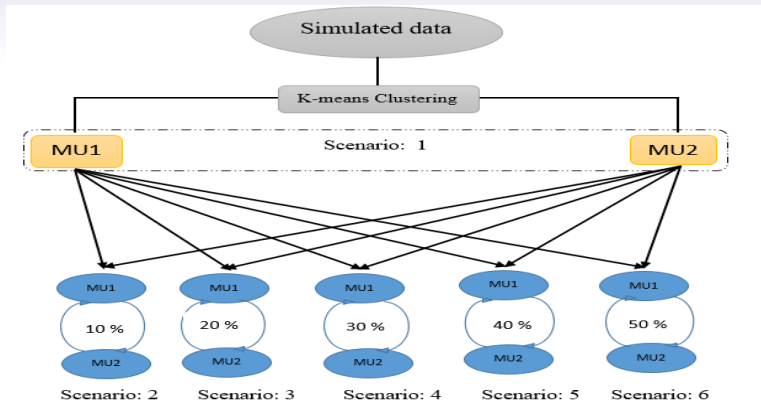 Simulated data
K-means Clustering
MU1
Scenario: 1
MU2
MU1 MU1 MU1 MU1 MU1
10 % 20 % 30 % 40 % 50 %
MU2 MU2 MU2 MU2 MU2
Scenario: 2 Scenario: 3 Scenario: 4 Scenario: 5 Scenario: 6